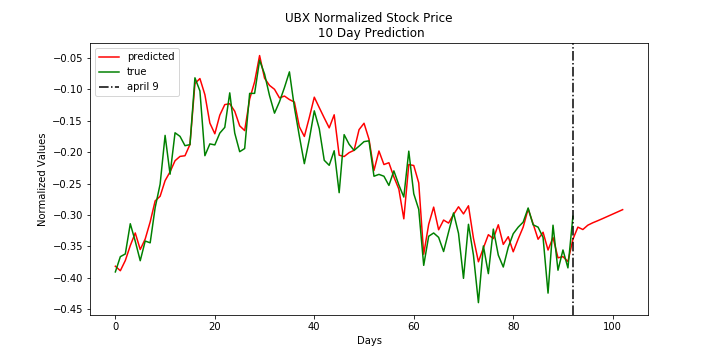 UBX Normalized Stock Price
10 Day Prediction
predicted
true
april 9
Normalized Values
−0.05
−0.10
−0.15
−0.20
−0.25
−0.30
−0.35
−0.40
−0.45
0 20 40 60 80 100
Days